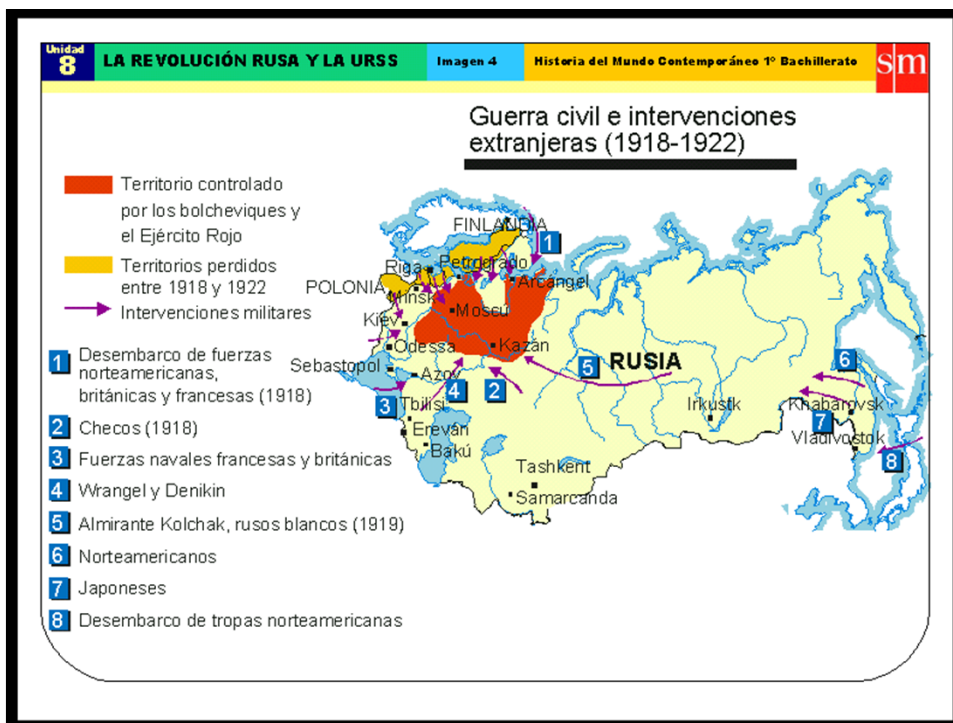 Unidad
8
LA REVOLUCIÓN RUSA Y LA URSS
Imagen 4
Historia del Mundo Contemporáneo 1º Bachillerato
sm
Guerra civil e intervenciones
extranjeras (1918-1922)
Territorio controlado
por los bolcheviques y
el Ejército Rojo
Territorios perdidos
entre 1918 y 1922
Intervenciones militares
1 Desembarco de fuerzas
norteamericanas,
británicas y francesas (1918)
2 Checos (1918)
3 Fuerzas navales francesas y británicas
4 Wrangel y Denikin
5 Almirante Kolchak, rusos blancos (1919)
6 Norteamericanos
7 Japoneses
8 Desembarco de tropas norteamericanas
FINLANDIA
1
Riga
Petrogrado
Arcángel
POLONIA
Minsk
Moscú
Kiev
Odessa
Kazán
Sebastopol
Azov
RUSIA
5
6
3
4
2
Tbilisi
Irkustk
Khabarovsk
7
Ereván
Vladivostok
Bakú
8
Tashkent
Samarcanda